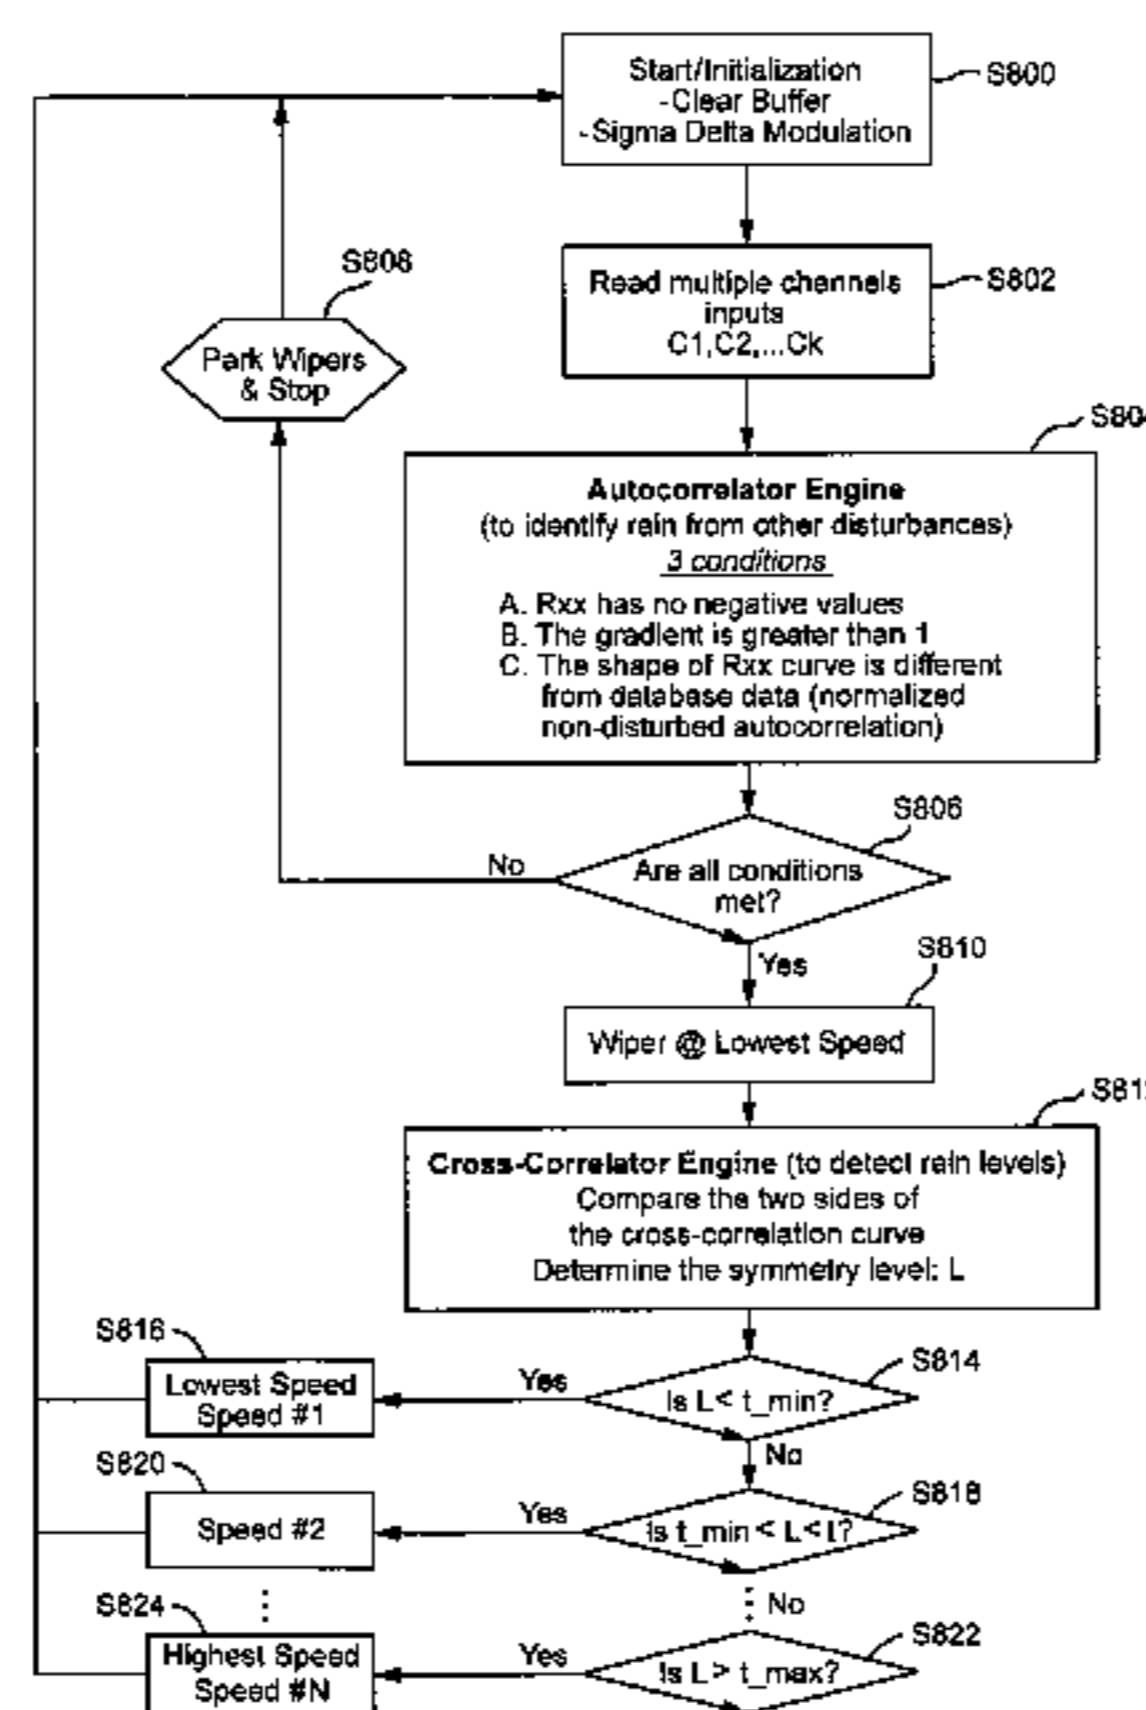 Start/Initialization
-Clear Buffer
-Sigma Delta Modulation
S800
S808
Read multiple channels
inputs
C1,C2,...Ck
S802
Park Wipers
& Stop
S804
Autocorrelator Engine
(to identify rain from other disturbances)
3 conditions
A. Rxx has no negative values
B. The gradient is greater than 1
C. The shape of Rxx curve is different
from database data (normalized
non-disturbed autocorrelation)
S806
No
Are all conditions
met?
Yes
S810
Wiper @ Lowest Speed
S812
Cross-Correlator Engine (to detect rain levels)
Compare the two sides of
the cross-correlation curve
Determine the symmetry level: L
S816
Lowest Speed
Speed #1
Yes
Is L< t_min?
S814
No
S820
Speed #2
Yes
Is t_min < L<
S818
No
S824
Highest Speed
Speed #N
Yes
Is L> t_max?
S822